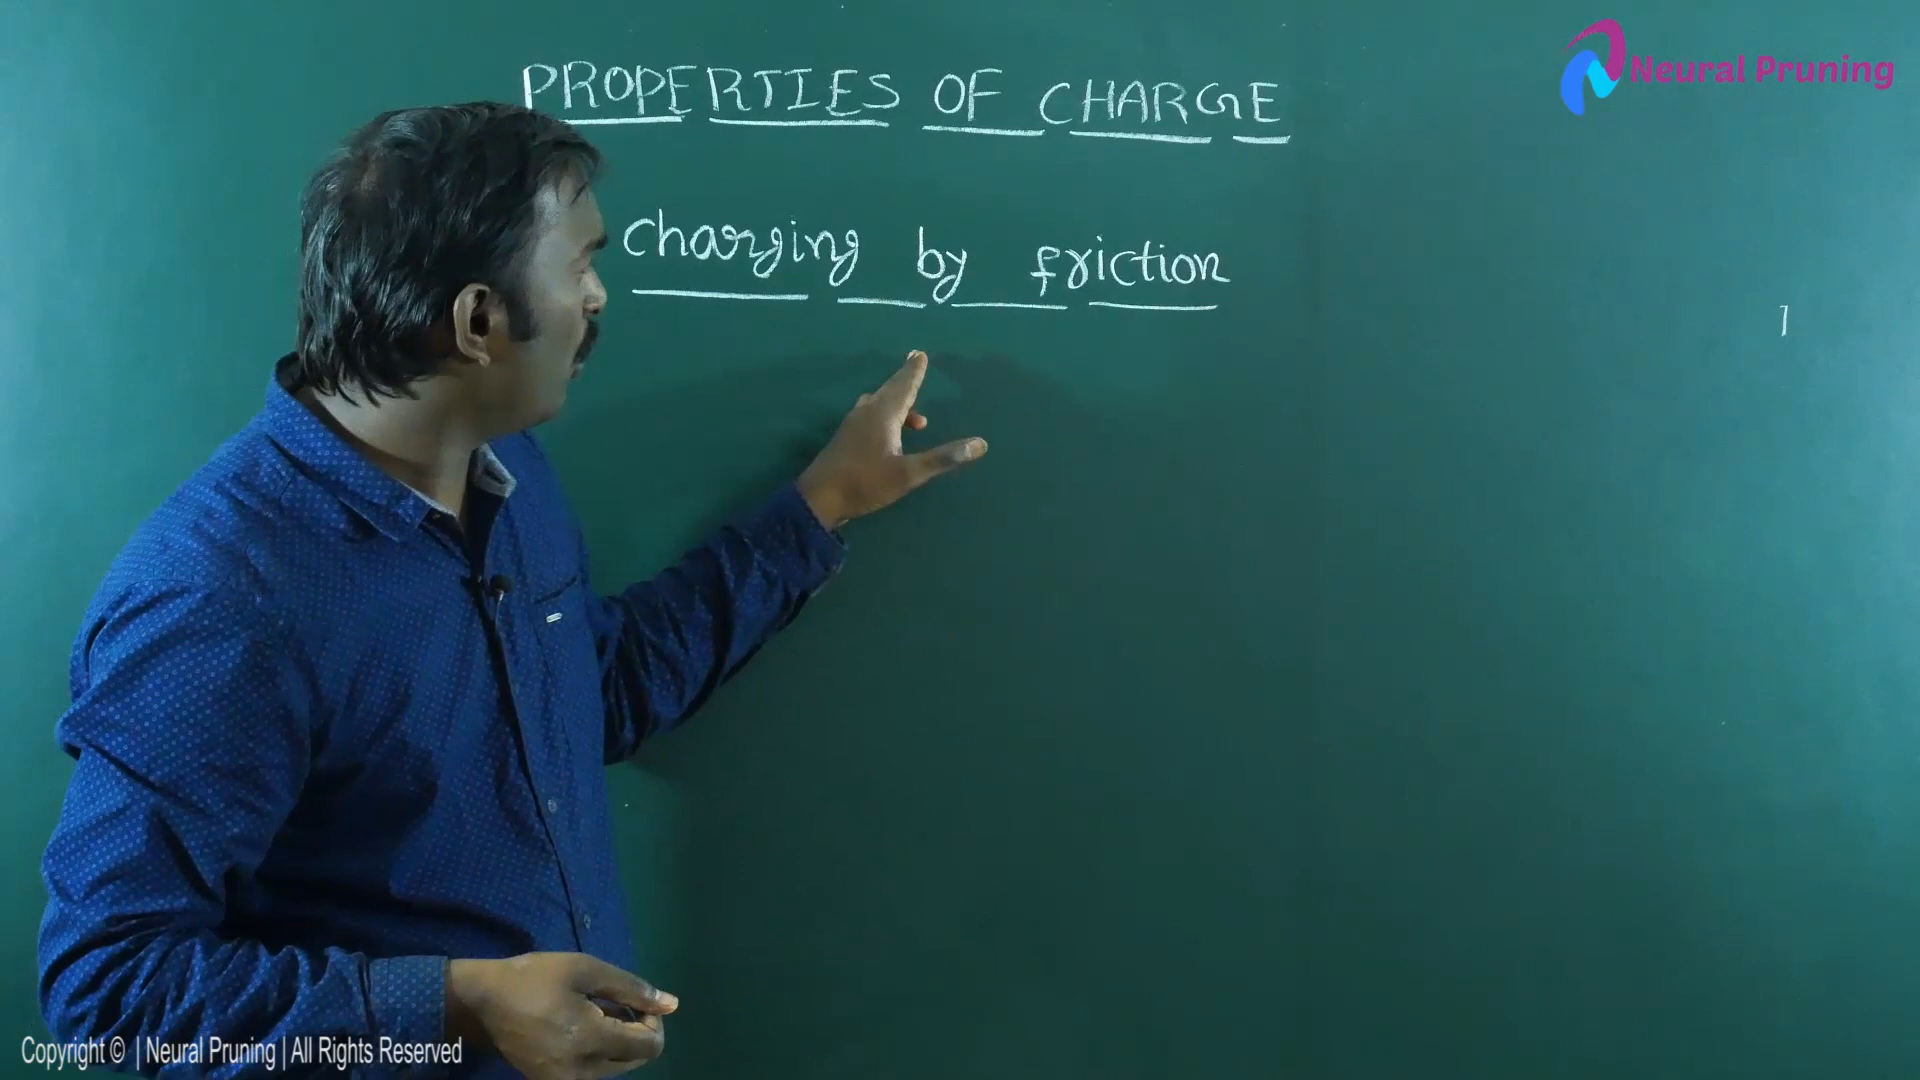 PROPERTIES OF CHARGE
Neural Pruning
charging by friction
Copyright © | Neural Pruning | All Rights Reserved